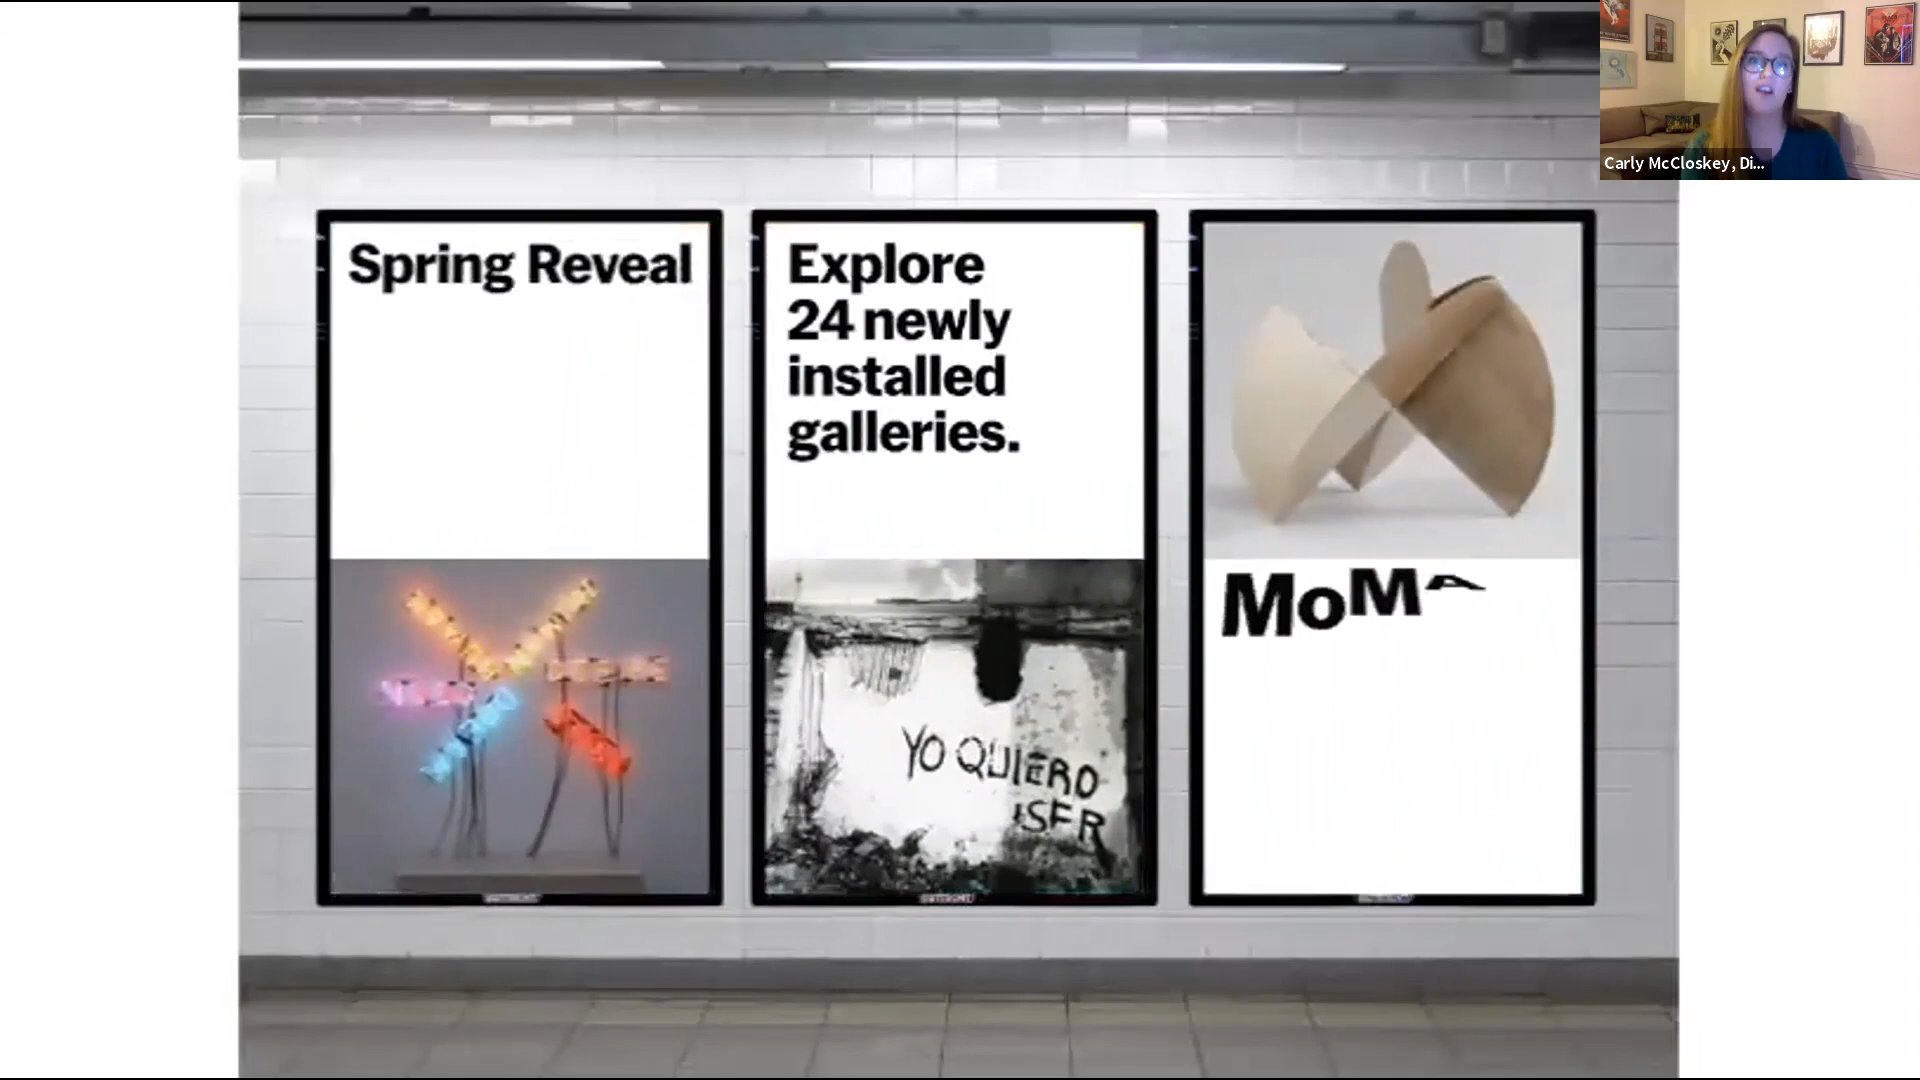 Carly McCloskey, Di...
Spring Reveal
Explore
24 newly
installed
galleries.
YO QUIERO
SER
MoMA